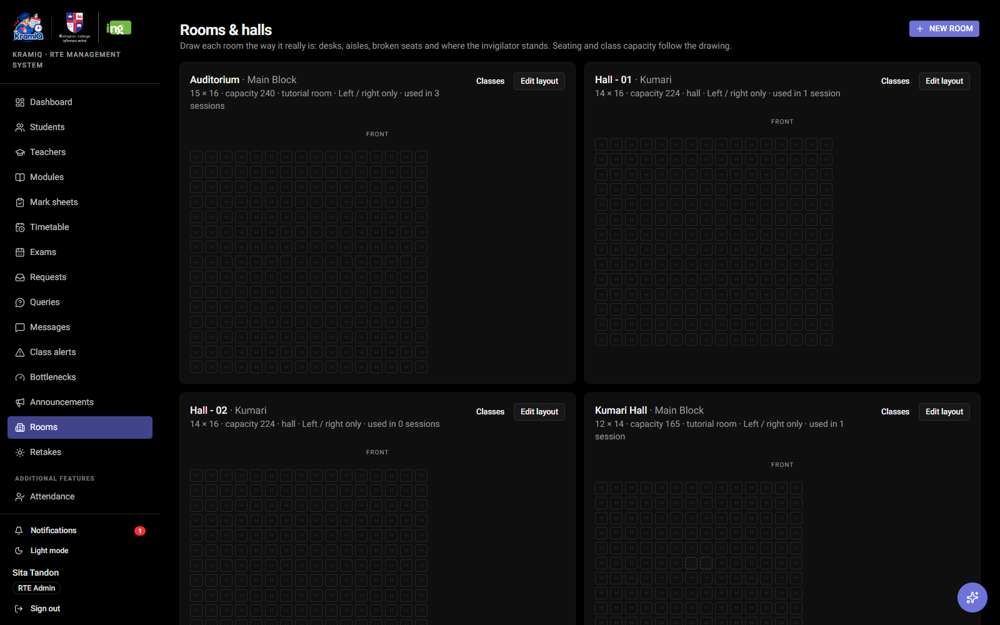 KramIQ
islington college
(इस्लिङ्टन कलेज)
ing
KRAMIQ · RTE MANAGEMENT
SYSTEM
Dashboard
Students
Teachers
Modules
Mark sheets
Timetable
Exams
Requests
Queries
Messages
Class alerts
Bottlenecks
Announcements
Rooms
Retakes
ADDITIONAL FEATURES
Attendance
Notifications 1
Light mode
Sita Tandon
RTE Admin
Sign out
Rooms & halls
Draw each room the way it really is: desks, aisles, broken seats and where the invigilator stands. Seating and class capacity follow the drawing.
+ NEW ROOM
Auditorium · Main Block
15 × 16 · capacity 240 · tutorial room · Left / right only · used in 3
sessions
Classes
Edit layout
FRONT
Hall - 01 · Kumari
14 × 16 · capacity 224 · hall · Left / right only · used in 1 session
Classes
Edit layout
FRONT
Hall - 02 · Kumari
14 × 16 · capacity 224 · hall · Left / right only · used in 0 sessions
Classes
Edit layout
FRONT
Kumari Hall · Main Block
12 × 14 · capacity 165 · tutorial room · Left / right only · used in 1
session
Classes
Edit layout
FRONT